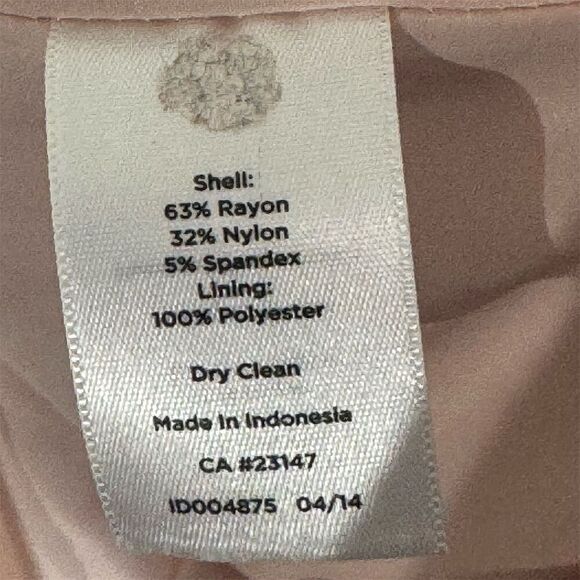 Shell:
63% Rayon
32% Nylon
5% Spandex
Lining:
100% Polyester
Dry Clean
Made in Indonesia
CA #23147
ID004875 04/14